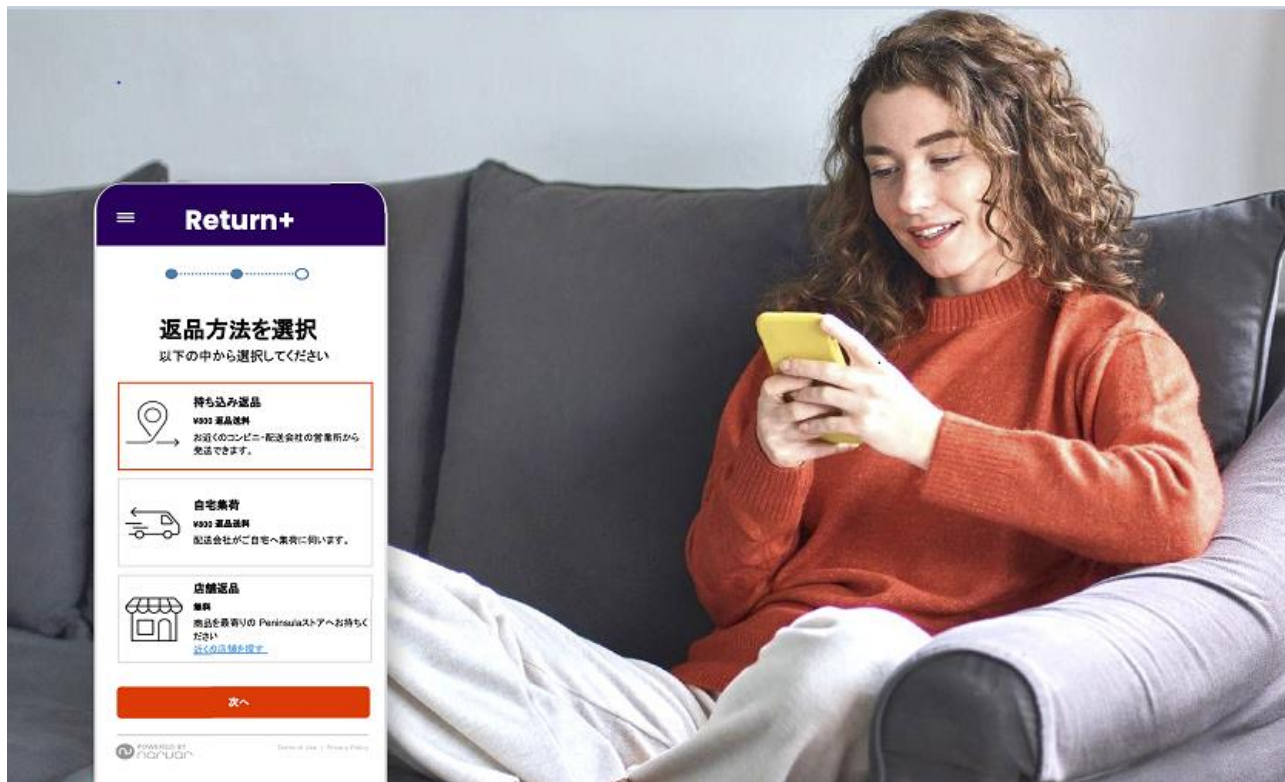 Return+
返品方法を選択
以下の中から選択してください
持ち込み返品
¥800 返品送料
お近くのコンビニ・配送会社の営業所から
発送できます。
自宅集荷
¥800 返品送料
配送会社がご自宅へ集荷に伺います。
店舗返品
無料
商品を最寄りの Peninsulaストアへお持ちく
ださい
近くの店舗を探す
次へ
POWERED BY
narvar
Terms of Use | Privacy Policy